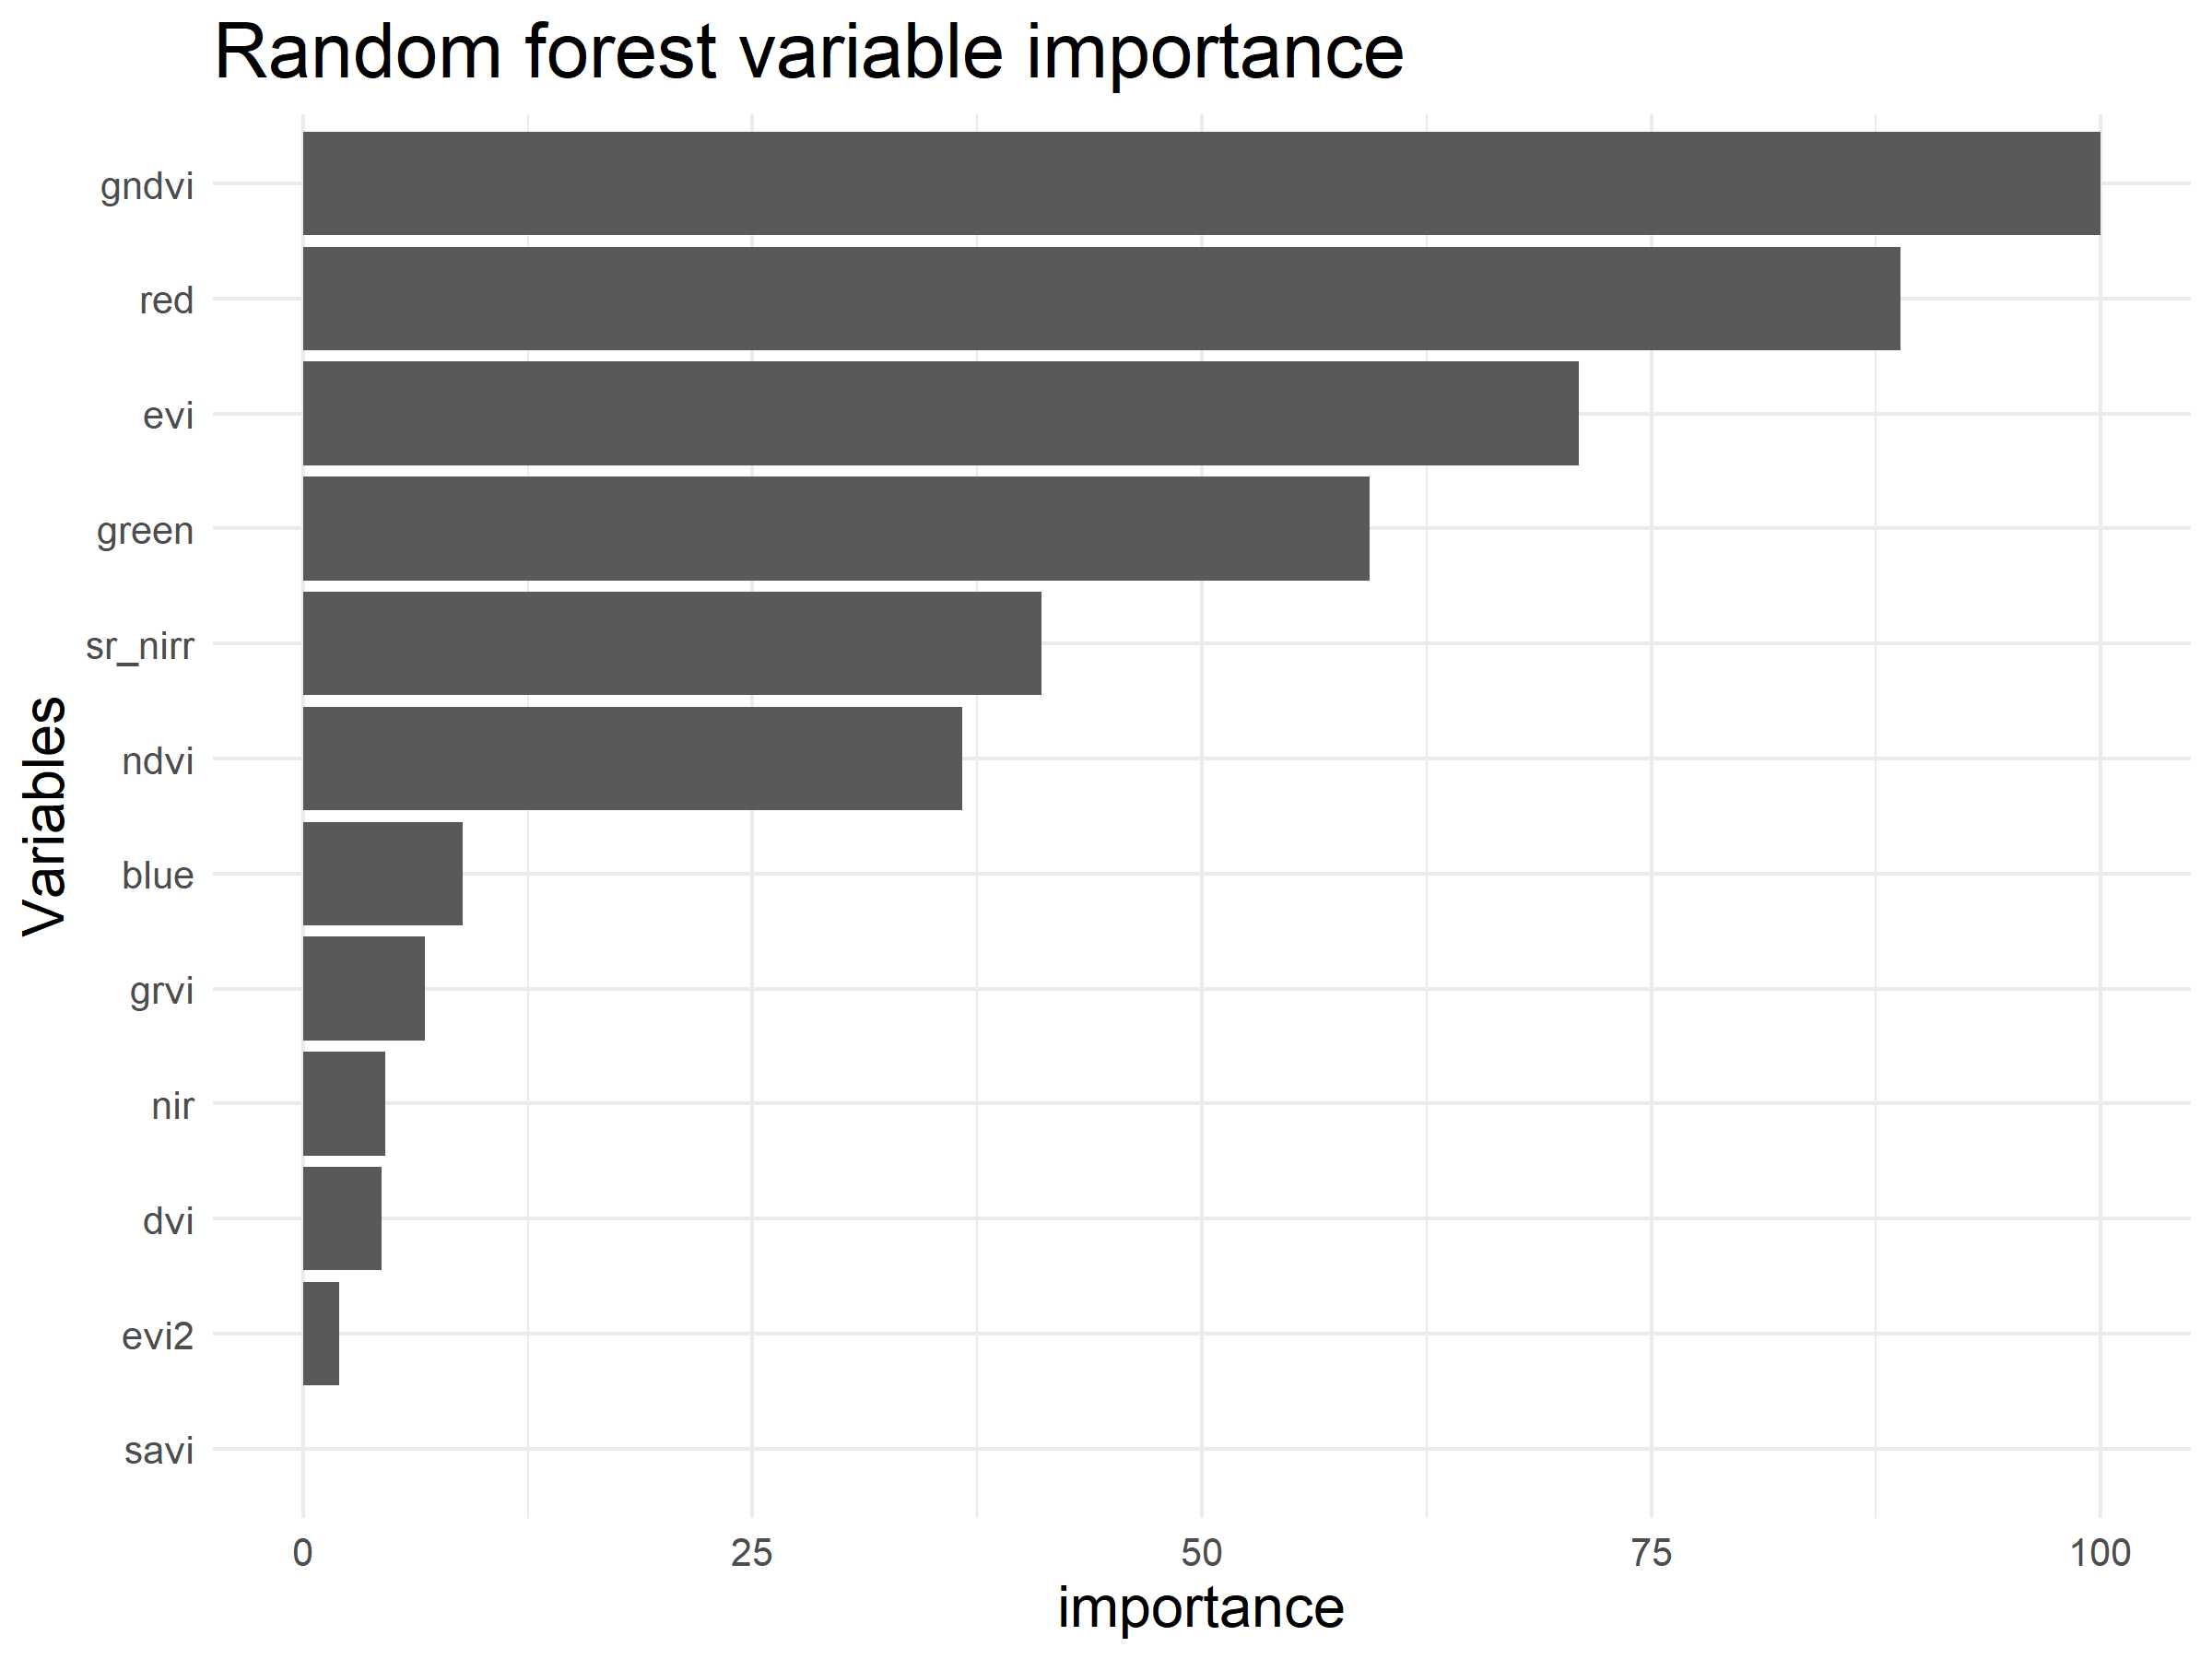 Random forest variable importance
gndvi
red
evi
green
sr_nirr
ndvi
blue
grvi
nir
dvi
evi2
savi
Variables
0 25 50 75 100
importance